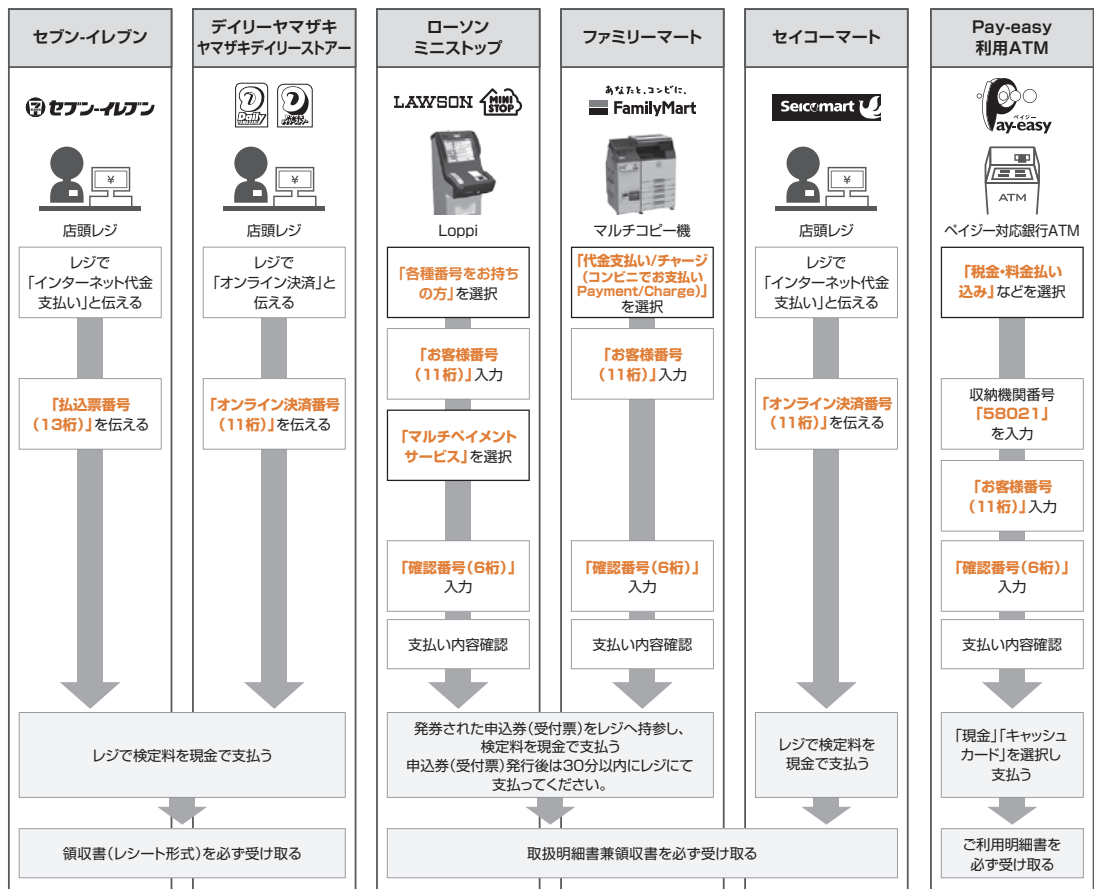 セブン-イレブン
セブン-イレブン
¥
店頭レジ
レジで
「インターネット代金
支払い」と伝える
「払込票番号
(13桁)」を伝える
デイリーヤマザキ
ヤマザキデイリーストアー
Daily
¥
店頭レジ
レジで
「オンライン決済」と
伝える
「オンライン決済番号
(11桁)」を伝える
レジで検定料を現金で支払う
領収書(レシート形式)を必ず受け取る
ローソン
ミニストップ
LAWSON
MINI
STOP
Loppi
「各種番号をお持ち
の方」を選択
「お客様番号
(11桁)」入力
「マルチペイメント
サービス」を選択
「確認番号(6桁)」
入力
支払い内容確認
ファミリーマート
あなたと、コンビに、
FamilyMart
マルチコピー機
「代金支払い/チャージ
(コンビニでお支払い
Payment/Charge)」
を選択
「お客様番号
(11桁)」入力
「確認番号(6桁)」
入力
支払い内容確認
発券された申込券(受付票)をレジへ持参し、
検定料を現金で支払う
申込券(受付票)発行後は30分以内にレジにて
支払ってください。
セイコーマート
Seicomart
¥
店頭レジ
レジで
「インターネット代金
支払い」と伝える
「オンライン決済番号
(11桁)」を伝える
レジで検定料を
現金で支払う
取扱明細書兼領収書を必ず受け取る
Pay-easy
利用ATM
ペイジー
Pay-easy
ATM
ペイジー対応銀行ATM
「税金・料金払い
込み」などを選択
収納機関番号
「58021」
を入力
「お客様番号
(11桁)」入力
「確認番号(6桁)」
入力
支払い内容確認
「現金」「キャッシュ
カード」を選択し
支払う
ご利用明細書を
必ず受け取る